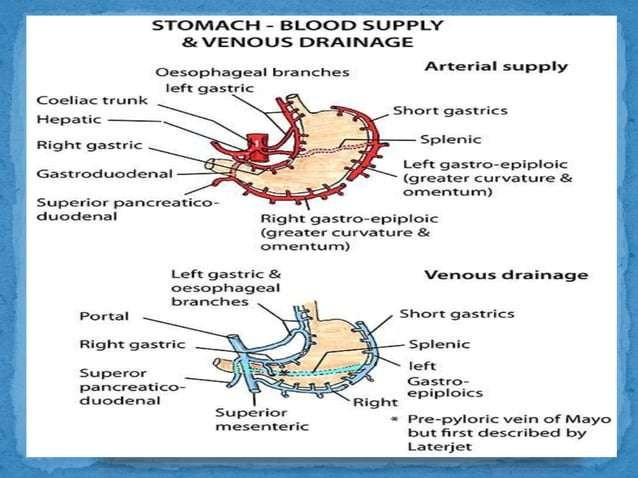 STOMACH - BLOOD SUPPLY
& VENOUS DRAINAGE
Arterial supply
Oesophageal branches
left gastric
Coeliac trunk
Hepatic
Right gastric
Gastroduodenal
Superior pancreatico-
duodenal
Short gastrics
Splenic
Left gastro-epiploic
(greater curvature &
omentum)
Right gastro-epiploic
(greater curvature &
omentum)
Venous drainage
Left gastric &
oesophageal
branches
Portal
Right gastric
Superor
pancreatico-
duodenal
Superior
mesenteric
Short gastrics
Splenic
left
Gastro-
epiploics
Right
* Pre-pyloric vein of Mayo
but first described by
Laterjet